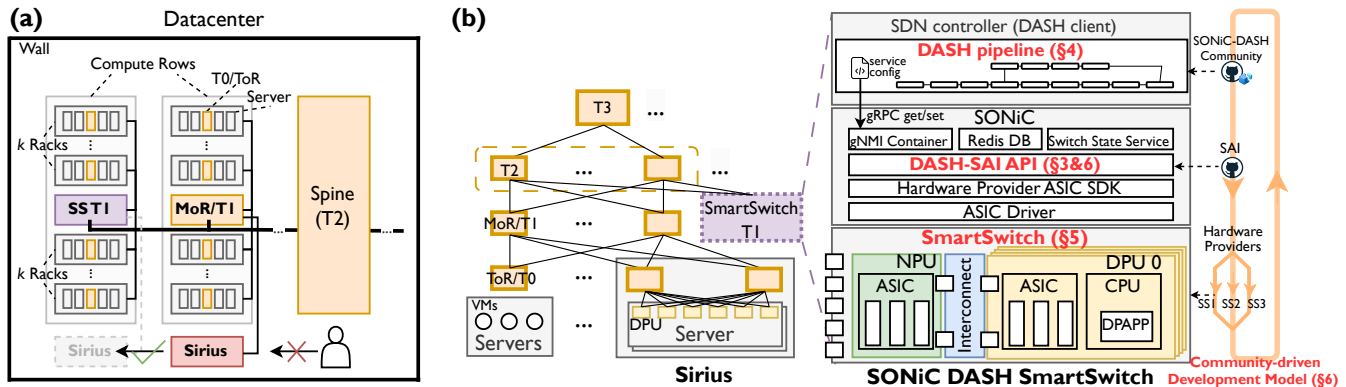 (a)
Datacenter
Wall
Compute Rows
T0/ToR
Server
k Racks
SS T1
MoR/T1
k Racks
Spine
(T2)
...
...
Sirius
Sirius
(b)
T3
...
T2
...
...
MoR/T1
...
ToR/T0
...
SmartSwitch
T1
VMs
Servers
...
DPU
Server
Sirius
SDN controller (DASH client)
DASH pipeline (§4)
service
config
gRPC get/set
SONiC
gNMI Container
Redis DB
Switch State Service
DASH-SAI API (§3&6)
Hardware Provider ASIC SDK
ASIC Driver
SmartSwitch (§5)
NPU
ASIC
Interconnect
DPU 0
ASIC
CPU
DPAPP
SONiC DASH SmartSwitch
SONiC-DASH
Community
SAI
Hardware
Providers
SS1
SS2
SS3
Community-driven
Development Model (§6)